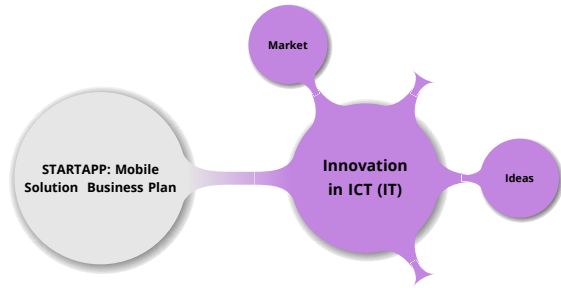 Market
STARTAPP: Mobile
Solution  Business Plan
Innovation
in ICT (IT)
Ideas